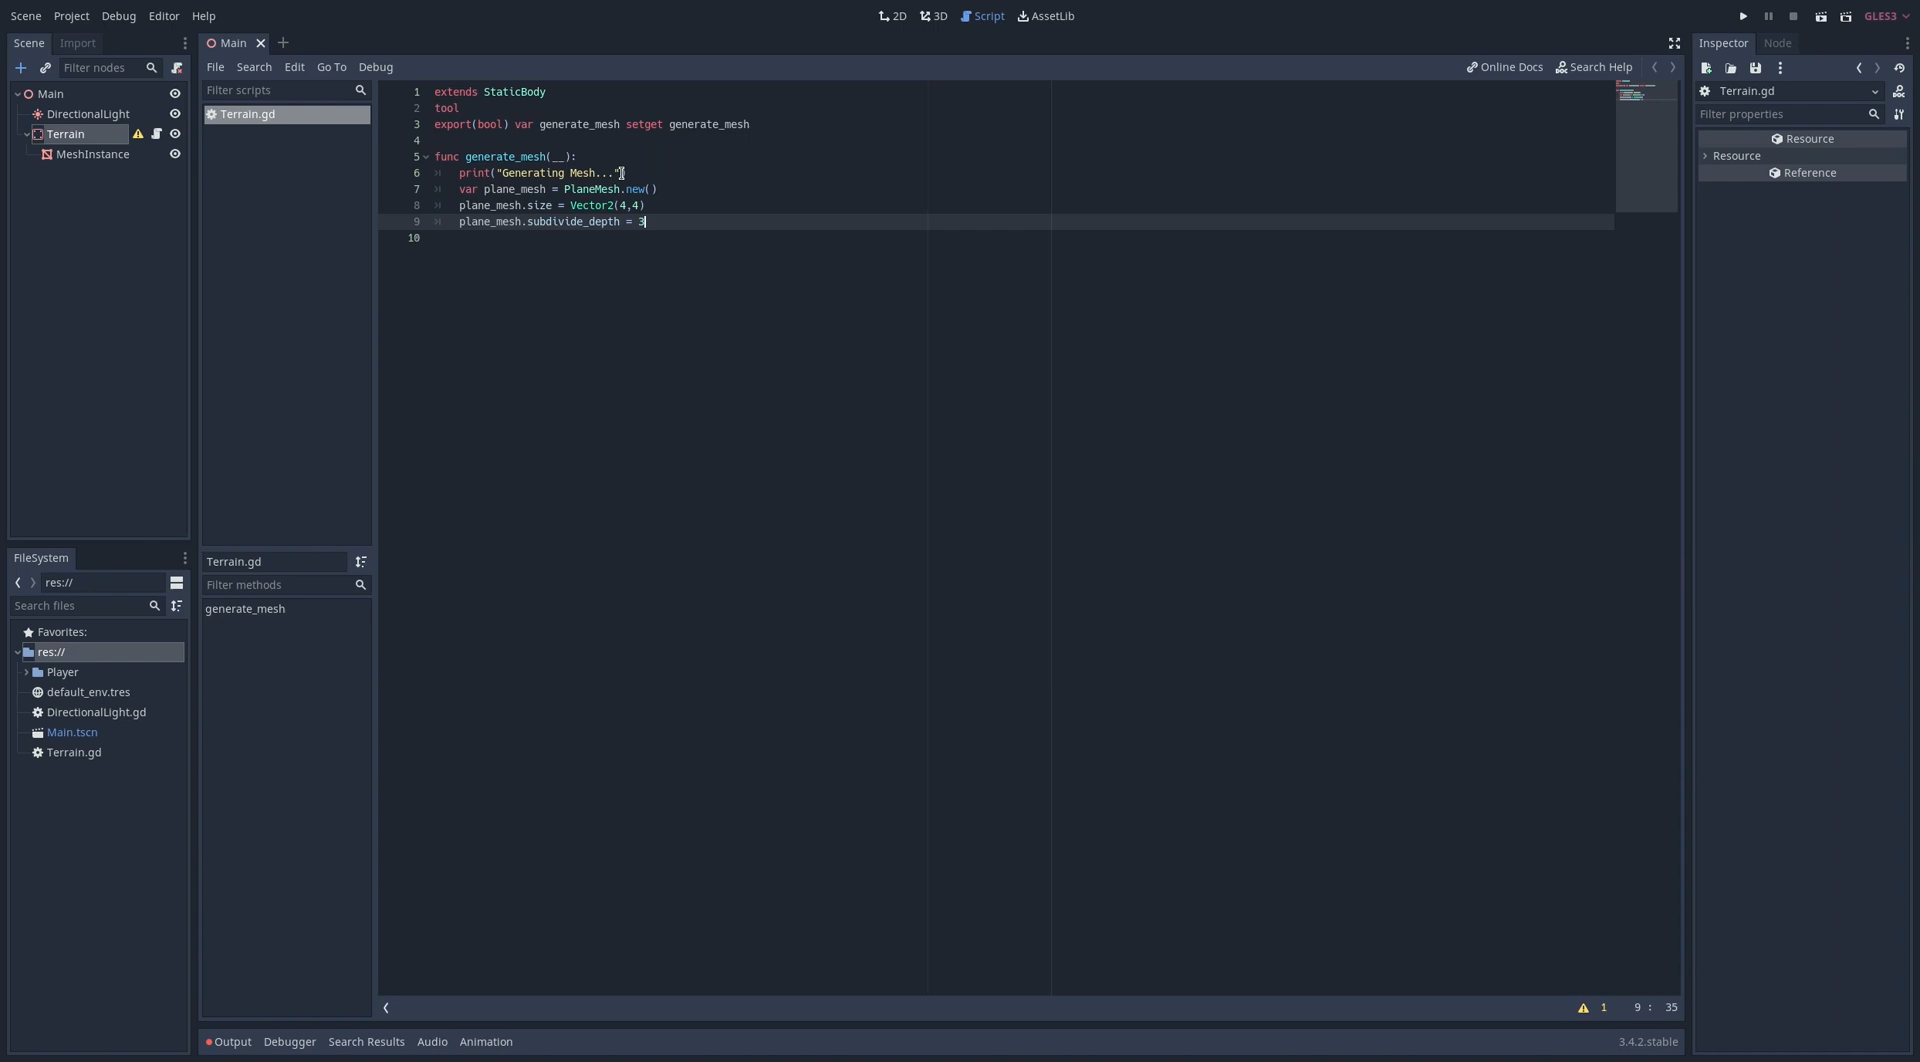 Scene Project Debug Editor Help
2D 3D Script AssetLib
GLES3
Scene Import
Filter nodes
Main
DirectionalLight
Terrain
MeshInstance
FileSystem
res://
Search files
Favorites:
res://
Player
default_env.tres
DirectionalLight.gd
Main.tscn
Terrain.gd
Main
File Search Edit Go To Debug
Online Docs Search Help
Filter scripts
Terrain.gd
Terrain.gd
Filter methods
generate_mesh
1 extends StaticBody
2 tool
3 export(bool) var generate_mesh setget generate_mesh
4
5 func generate_mesh(__):
6 print("Generating Mesh...")
7 var plane_mesh = PlaneMesh.new()
8 plane_mesh.size = Vector2(4,4)
9 plane_mesh.subdivide_depth = 3
10
1 9 : 35
Output Debugger Search Results Audio Animation
3.4.2.stable
Inspector Node
Terrain.gd
Filter properties
Resource
Resource
Reference